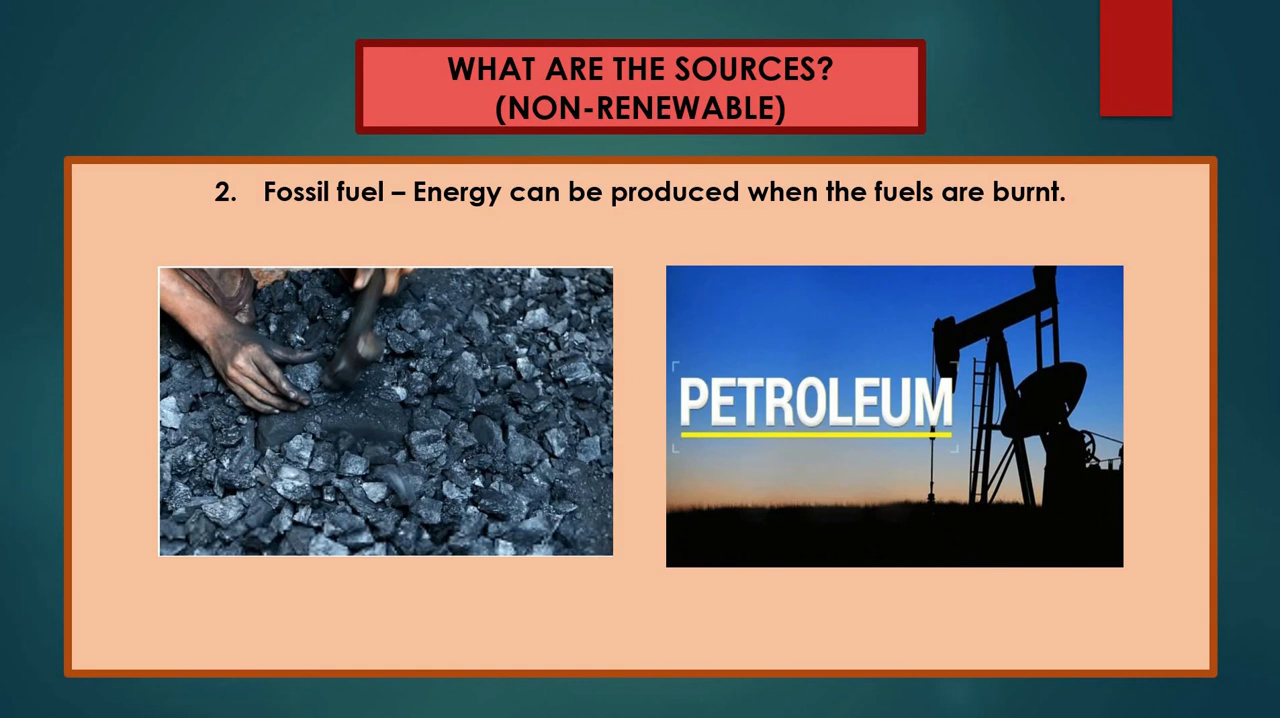 WHAT ARE THE SOURCES?
(NON-RENEWABLE)
2. Fossil fuel – Energy can be produced when the fuels are burnt.
PETROLEUM